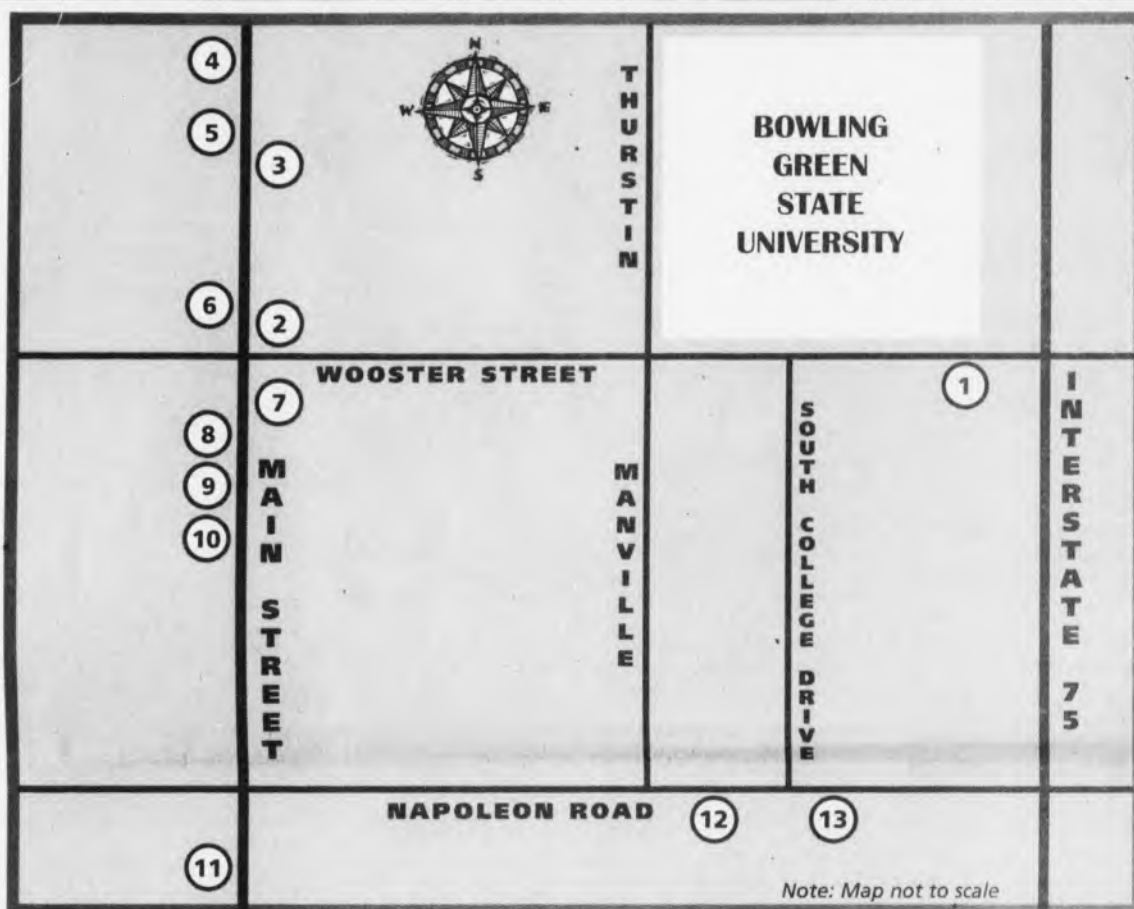 4
N
W E
S
5
3
THURSTIN
BOWLING
GREEN
STATE
UNIVERSITY
6
2
WOOSTER STREET
1
7
8
9
10
MAIN STREET
MANVILLE
SOUTH COLLEGE DRIVE
INTERSTATE 75
NAPOLEON ROAD
12
13
11
Note: Map not to scale